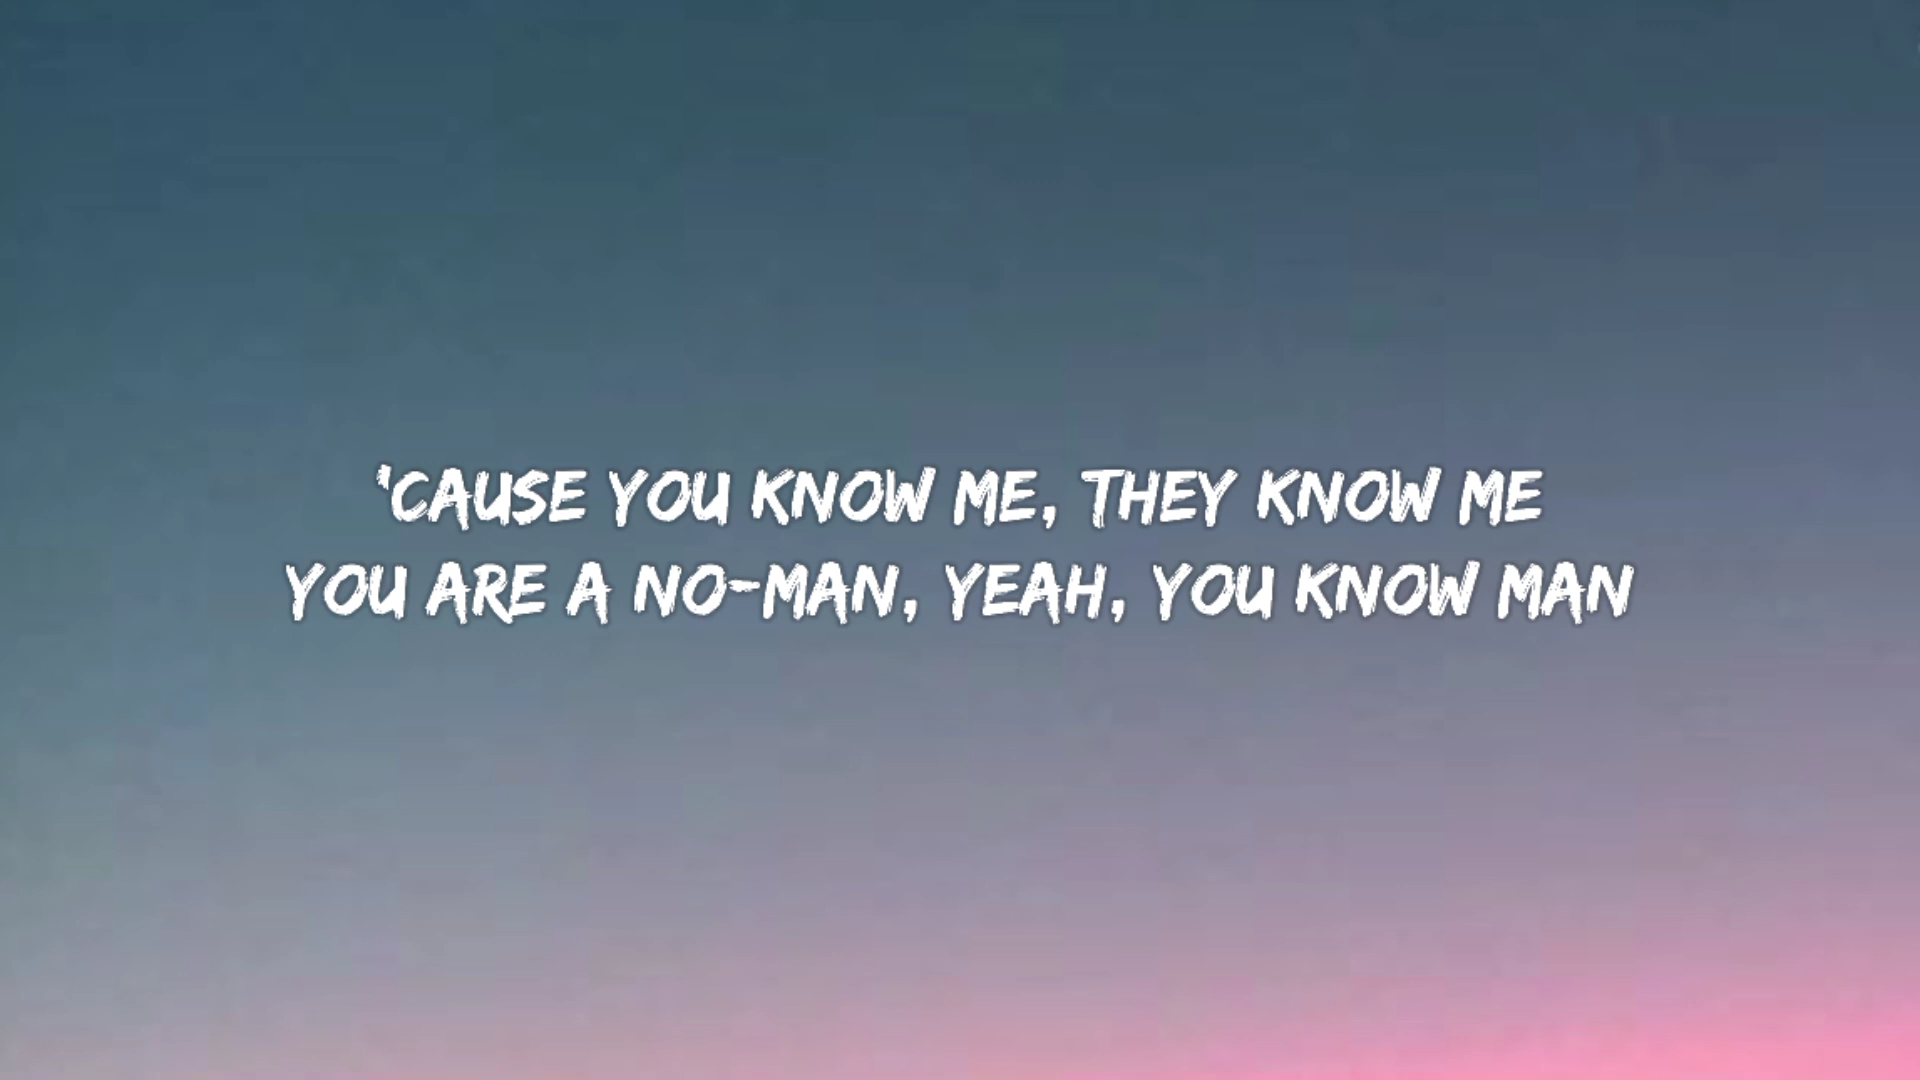 'CAUSE YOU KNOW ME, THEY KNOW ME
YOU ARE A NO-MAN, YEAH, YOU KNOW MAN